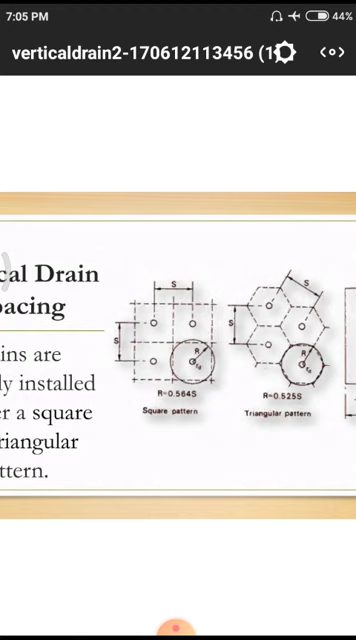 7:05 PM
44%
verticaldrain2-170612113456 (1
cal Drain
pacing
ins are
ly installed
er a square
riangular
ttern.
S
S
R
r
R=0.564S
Square pattern
S
S
R
r
R=0.525S
Triangular pattern